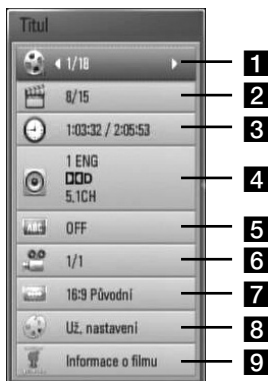 Titul
1/18 1
8/15 2
1:03:32 / 2:05:53 3
1 ENG
D
5.1CH 4
ABC OFF 5
1/1 6
16:9 Původní 7
Už. nastavení 8
Informace o filmu 9